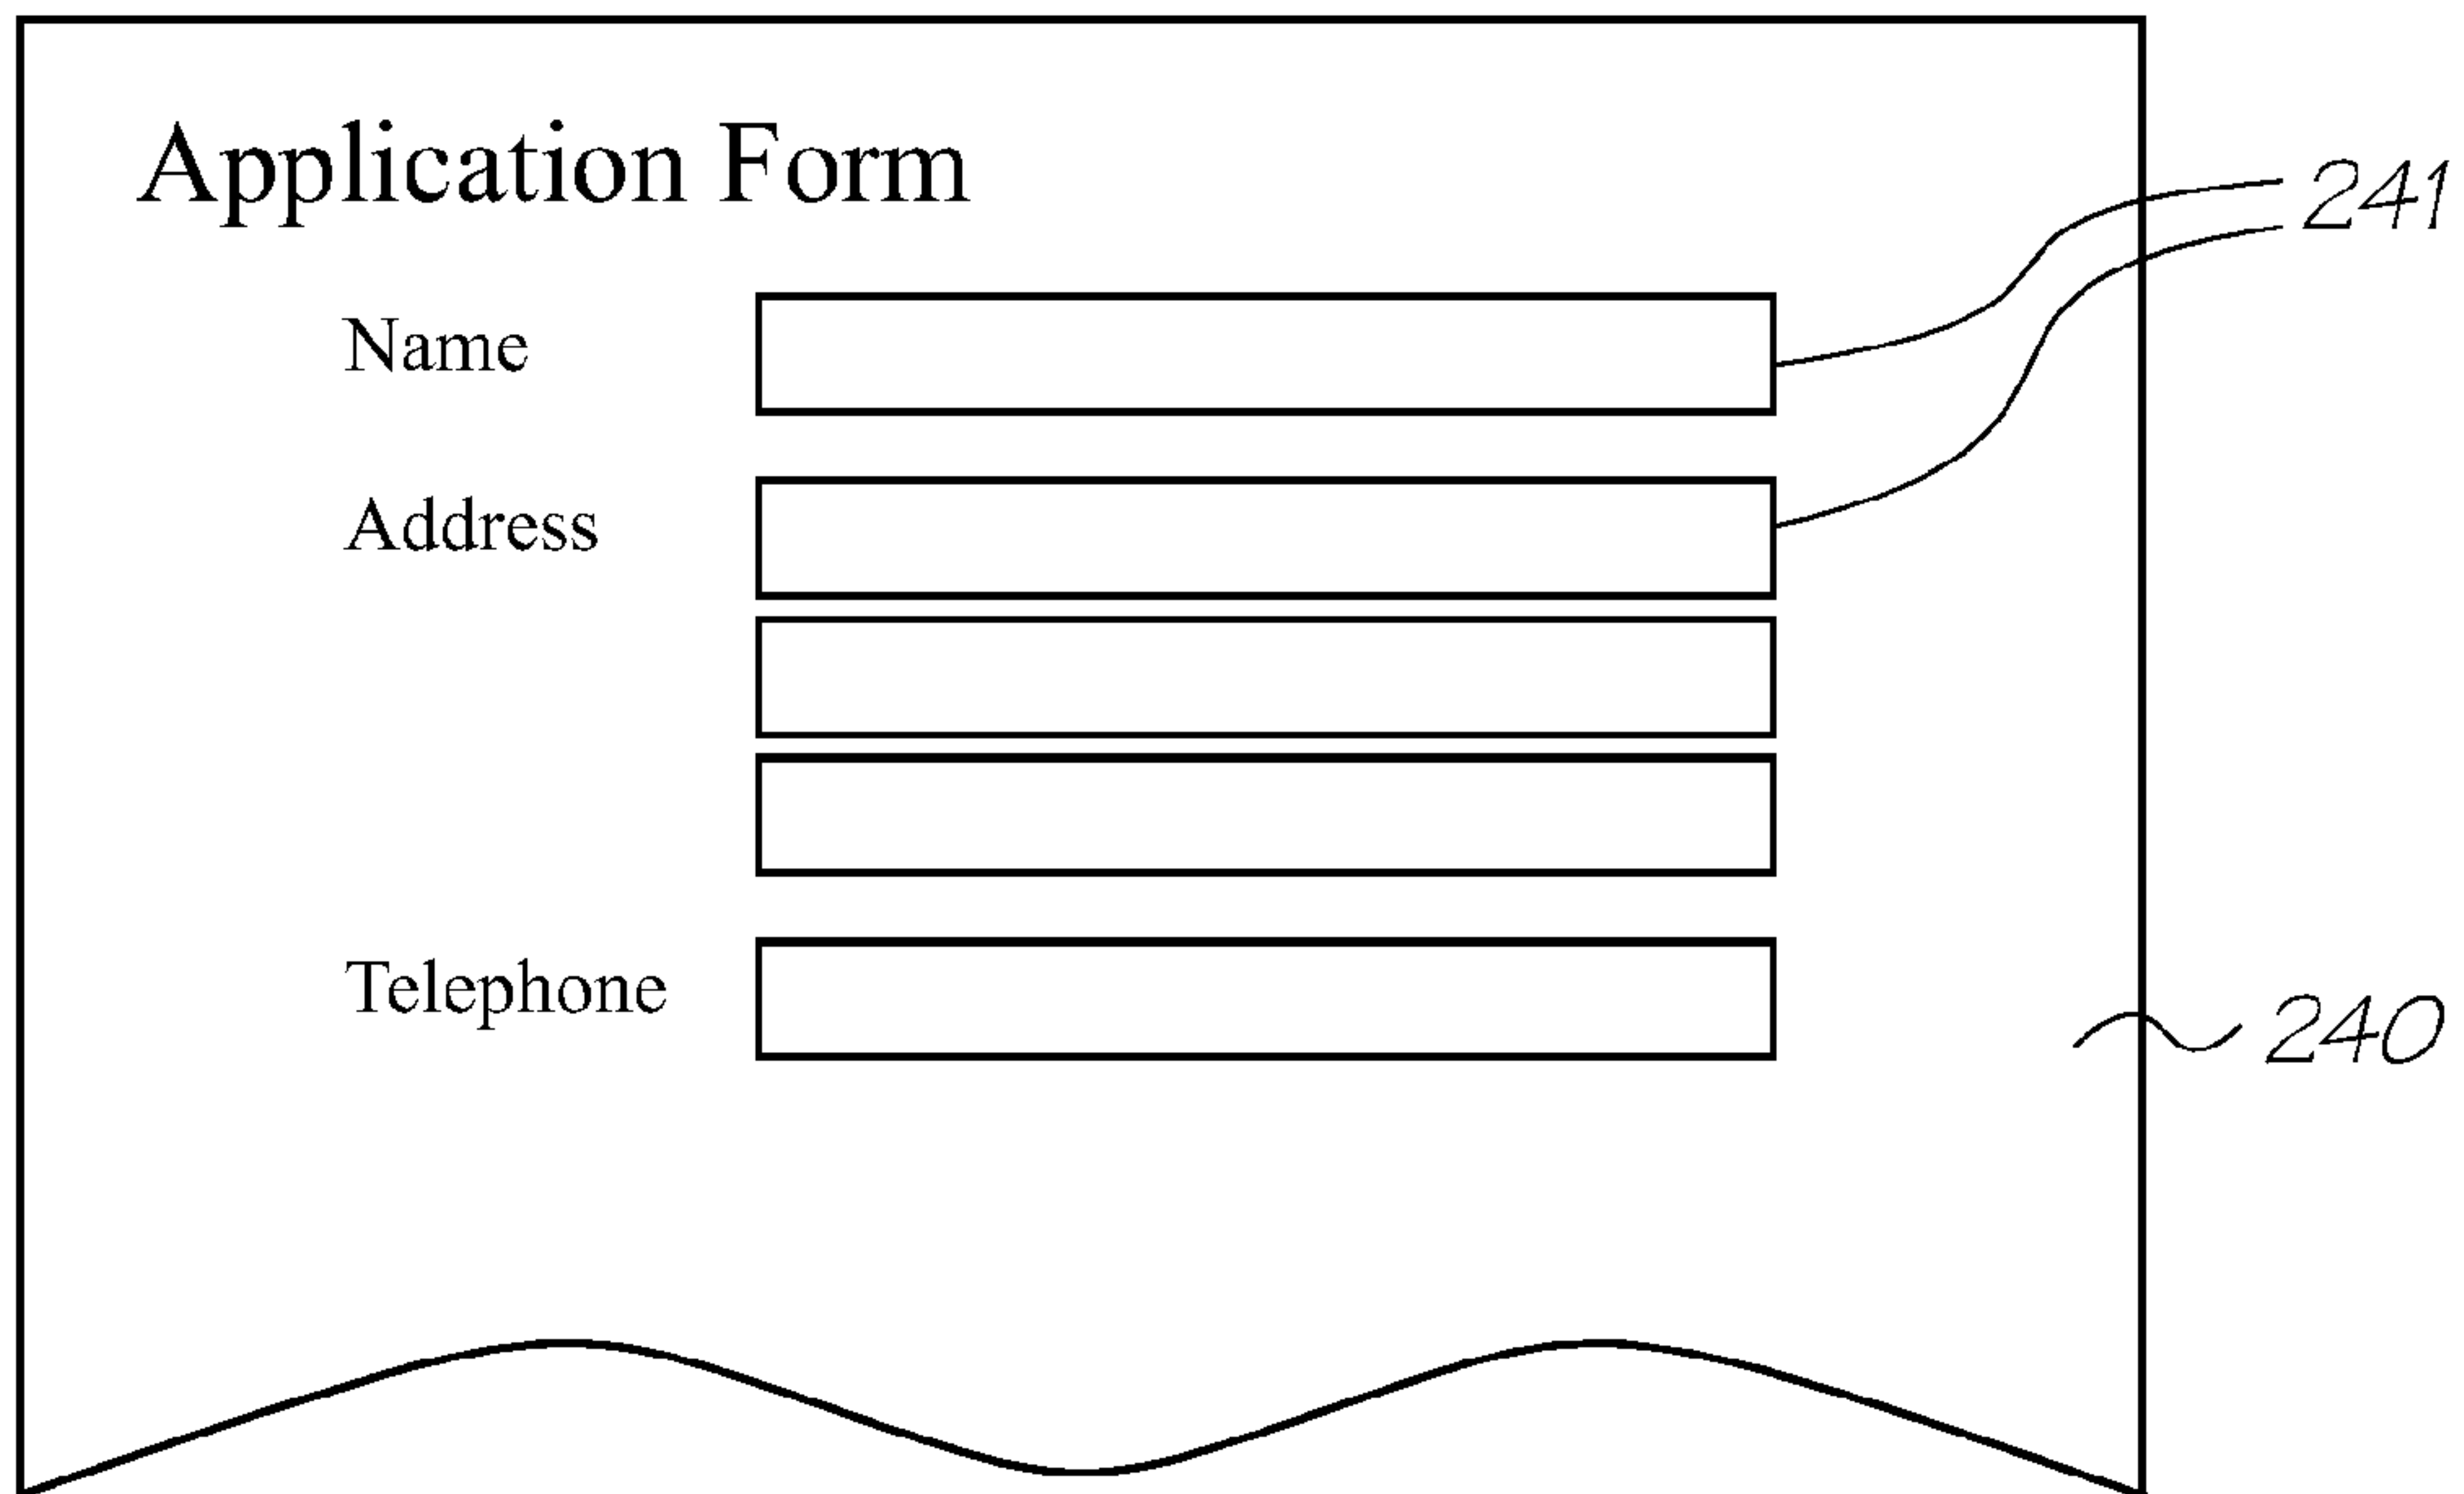 Application Form
241
Name
Address
Telephone
240